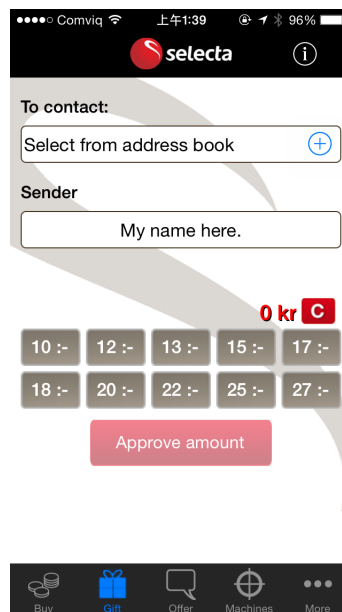 Comviq 上午1:39 96%
selecta
To contact:
Select from address book
Sender
My name here.
0 kr C
10 :- 12 :- 13 :- 15 :- 17 :-
18 :- 20 :- 22 :- 25 :- 27 :-
Approve amount
Buy Gift Offer Machines More